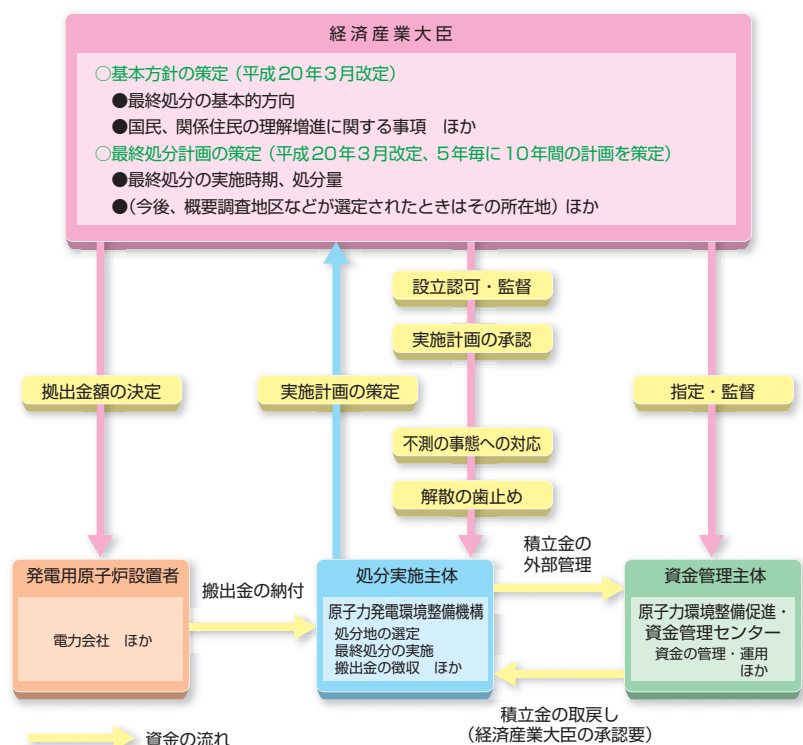 経済産業大臣
○基本方針の策定（平成20年3月改定）
●最終処分の基本的方向
●国民、関係住民の理解増進に関する事項　ほか
○最終処分計画の策定（平成20年3月改定、5年毎に10年間の計画を策定）
●最終処分の実施時期、処分量
●（今後、概要調査地区などが選定されたときはその所在地）ほか
設立認可・監督
実施計画の承認
拠出金額の決定
実施計画の策定
指定・監督
不測の事態への対応
解散の歯止め
発電用原子炉設置者
電力会社　ほか
搬出金の納付
処分実施主体
原子力発電環境整備機構
処分地の選定
最終処分の実施
搬出金の徴収　ほか
積立金の
外部管理
資金管理主体
原子力環境整備促進・
資金管理センター
資金の管理・運用
ほか
積立金の取戻し
（経済産業大臣の承認要）
資金の流れ